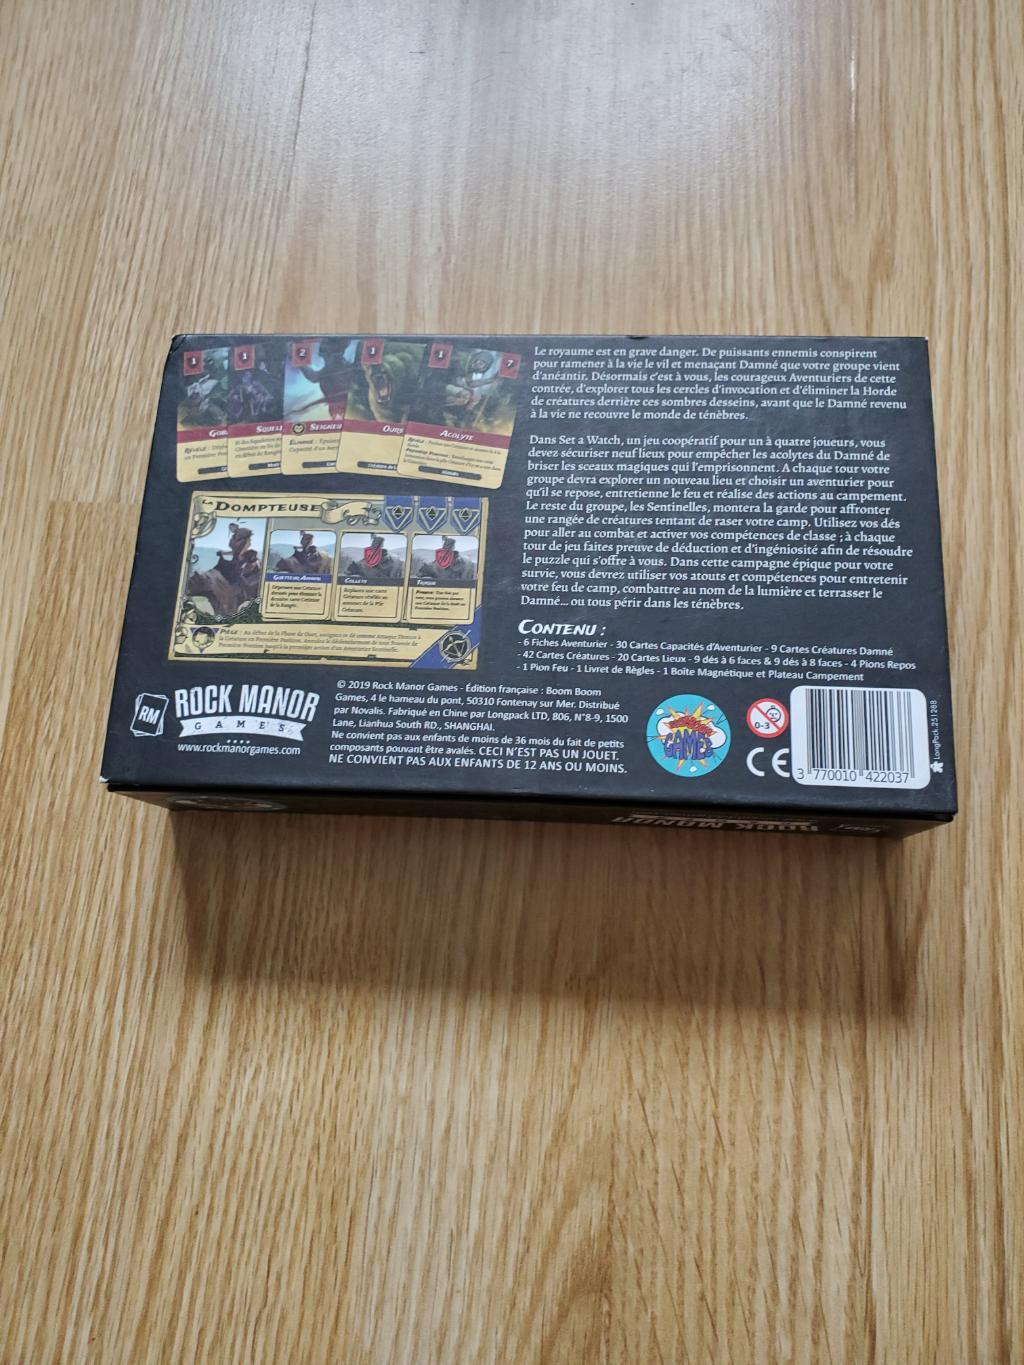 1
1
2
1
1
7
SEIGNEU
OURS
ACOLYTE
LA DOMPTEUSE
COLLETS
TRAQUE
PIÈGE :
Le royaume est en grave danger. De puissants ennemis conspirent
pour ramener à la vie le vil et menaçant Damné que votre groupe vient
d'anéantir. Désormais c'est à vous, les courageux Aventuriers de cette
contrée, d'explorer tous les cercles d'invocation et d'éliminer la Horde
de créatures derrière ces sombres desseins, avant que le Damné revenu
à la vie ne recouvre le monde de ténèbres.
Dans Set a Watch, un jeu coopératif pour un à quatre joueurs, vous
devez sécuriser neuf lieux pour empêcher les acolytes du Damné de
briser les sceaux magiques qui l'emprisonnent. A chaque tour votre
groupe devra explorer un nouveau lieu et choisir un aventurier pour
qu'il se repose, entretienne le feu et réalise des actions au campement.
Le reste du groupe, les Sentinelles, montera la garde pour affronter
une rangée de créatures tentant de raser votre camp. Utilisez vos dés
pour aller au combat et activer vos compétences de classe ; à chaque
tour de jeu faites preuve de déduction et d'ingéniosité afin de résoudre
le puzzle qui s'offre à vous. Dans cette campagne épique pour votre
survie, vous devrez utiliser vos atouts et compétences pour entretenir
votre feu de camp, combattre au nom de la lumière et terrasser le
Damné... ou tous périr dans les ténèbres.
CONTENU :
- 6 Fiches Aventurier - 30 Cartes Capacités d'Aventurier - 9 Cartes Créatures Damné
- 42 Cartes Créatures - 20 Cartes Lieux - 9 dés à 6 faces & 9 dés à 8 faces - 4 Pions Repos
- 1 Pion Feu - 1 Livret de Règles - 1 Boîte Magnétique et Plateau Campement
RM
ROCK MANOR
GAMES
www.rockmanorgames.com
© 2019 Rock Manor Games - Édition française : Boom Boom
Games, 4 le hameau du pont, 50310 Fontenay sur Mer. Distribué
par Novalis. Fabriqué en Chine par Longpack LTD, 806, N°8-9, 1500
Lane, Lianhua South RD., SHANGHAI.
Ne convient pas aux enfants de moins de 36 mois du fait de petits
composants pouvant être avalés. CECI N'EST PAS UN JOUET.
NE CONVIENT PAS AUX ENFANTS DE 12 ANS OU MOINS.
GAMES
0-3
CE
3 770010 422037
LongPack.251288
ROCK MANOR